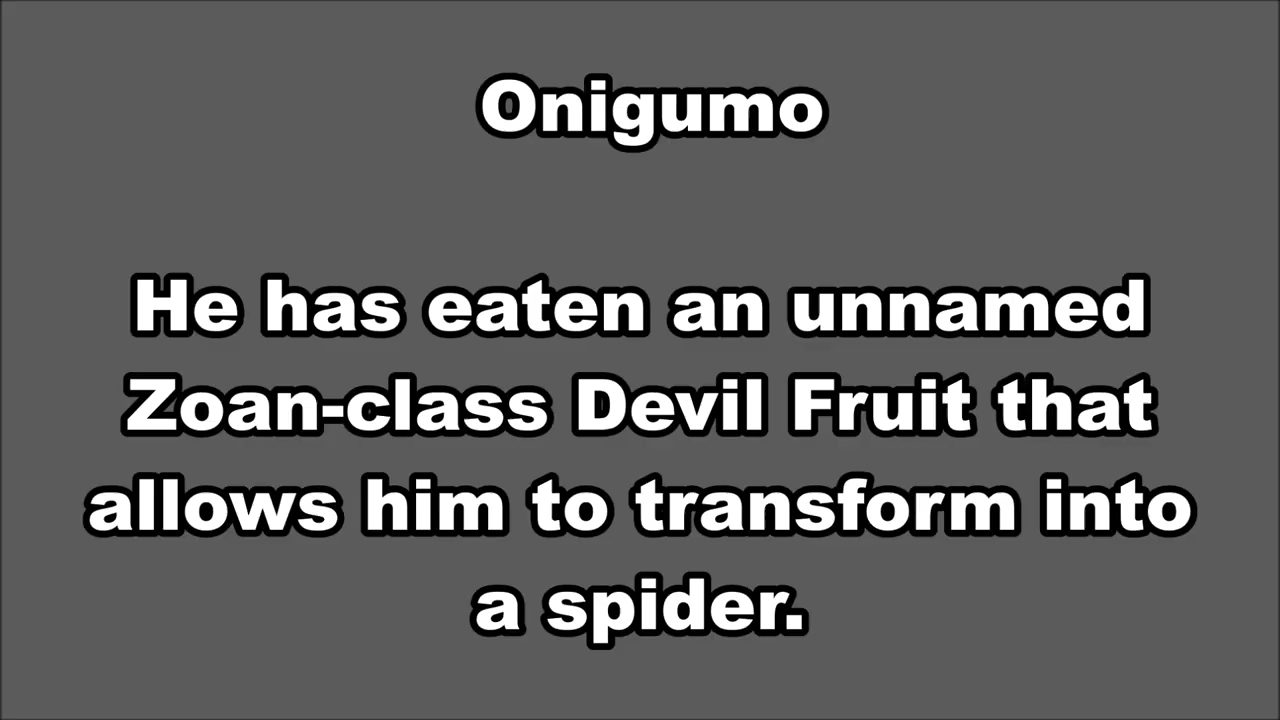 Onigumo
He has eaten an unnamed
Zoan-class Devil Fruit that
allows him to transform into
a spider.